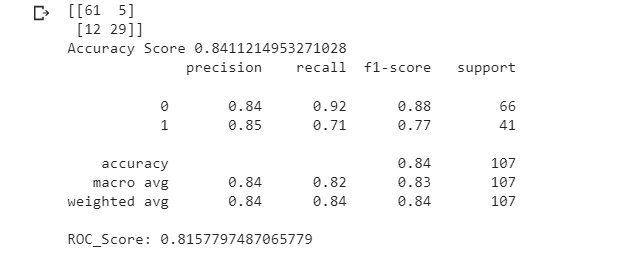 [[61  5]
 [12 29]]
Accuracy Score 0.8411214953271028
              precision    recall  f1-score   support
           0       0.84      0.92      0.88        66
           1       0.85      0.71      0.77        41
    accuracy                           0.84       107
   macro avg       0.84      0.82      0.83       107
weighted avg       0.84      0.84      0.84       107
ROC_Score: 0.8157797487065779